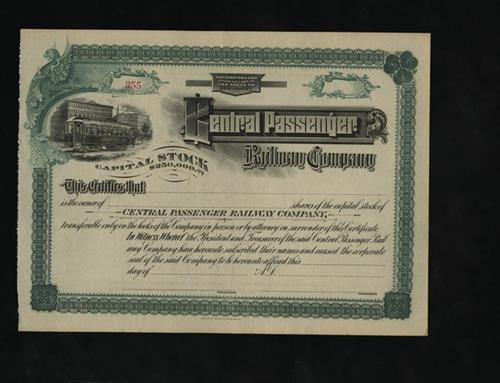 INCORPORATED
355
Central Passenger
Railway Company
CAPITAL STOCK
$250,000.00
This Certifies that
is the owner of shares of the capital stock of
CENTRAL PASSENGER RAILWAY COMPANY,
transferable only on the books of the Company in person or by attorney on surrender of this Certificate
In Witness Whereof the President and Treasurer of the said Central Passenger Rail
way Company have hereunto subscribed their names and caused the corporate
seal of the said Company to be hereunto affixed this
day of A.D.